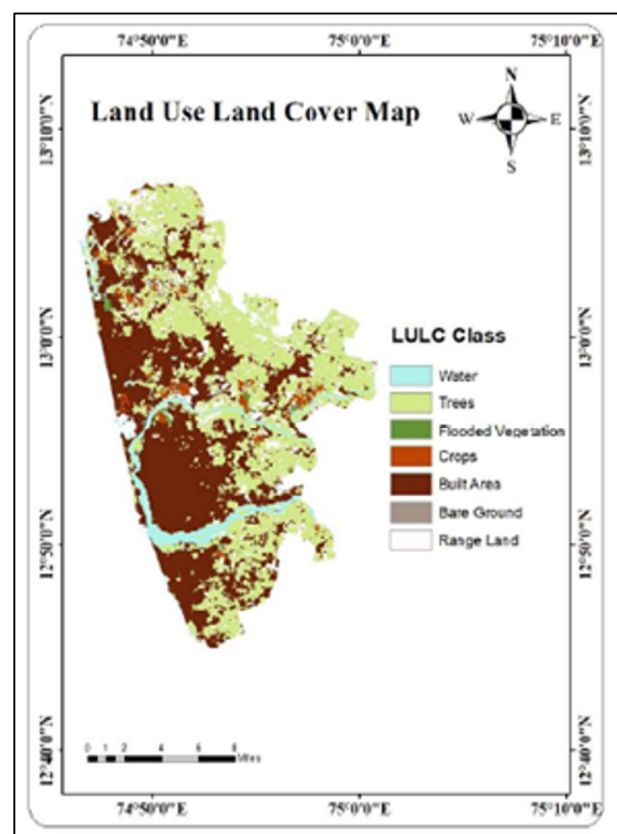 74°50'0"E 75°0'0"E 75°10'0"E
N
W E
S
Land Use Land Cover Map
13°10'0"N 13°10'0"N
13°0'0"N 13°0'0"N
LULC Class
Water
Trees
Flooded Vegetation
Crops
Built Area
Bare Ground
Range Land
12°50'0"N 12°50'0"N
12°40'0"N 12°40'0"N
0 1 2 4 6 8
Miles
74°50'0"E 75°0'0"E 75°10'0"E